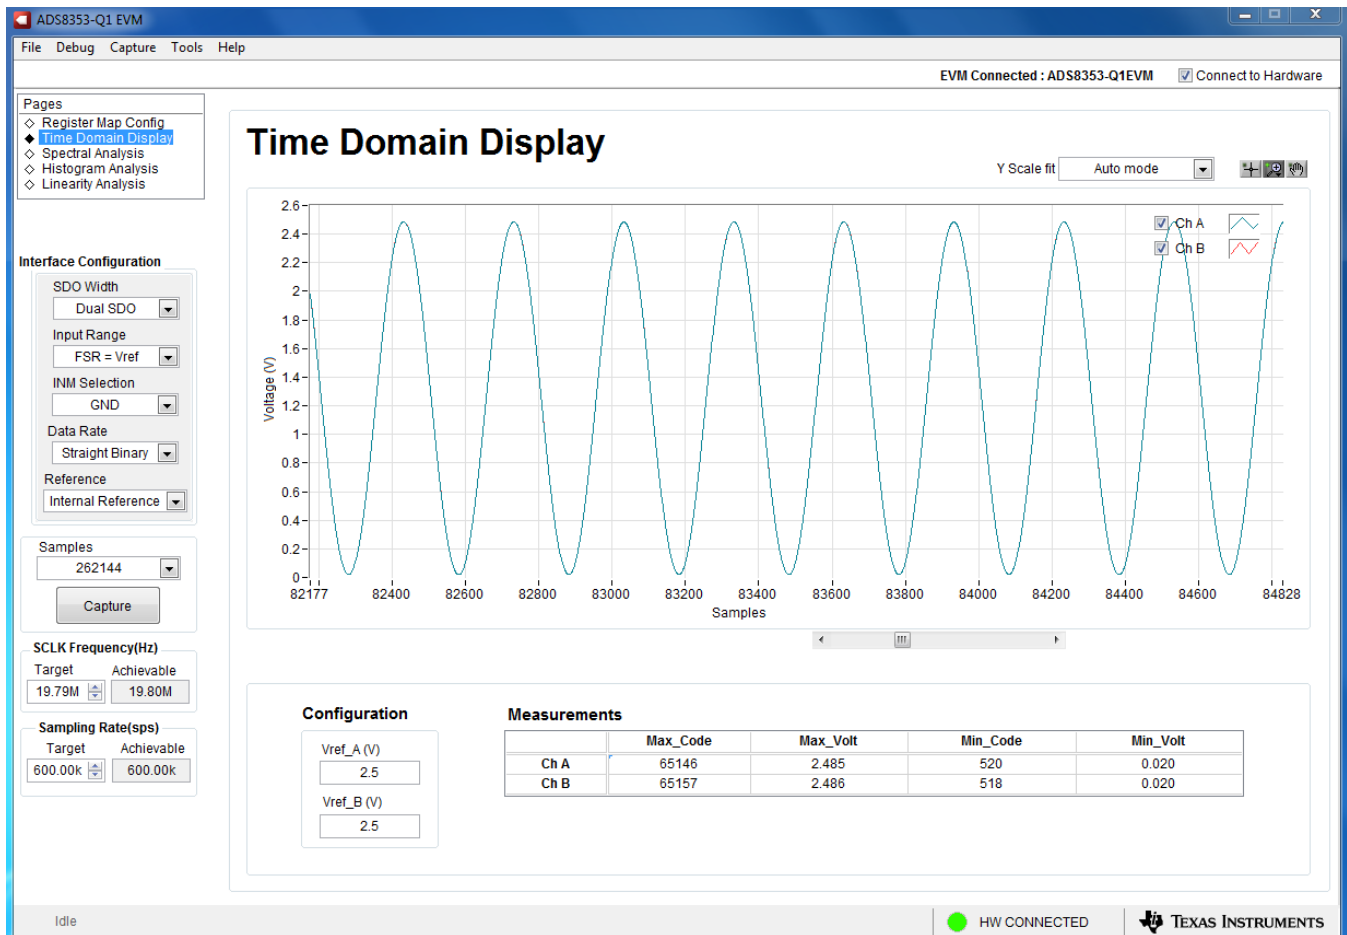 ADS8353-Q1 EVM
File Debug Capture Tools Help
EVM Connected : ADS8353-Q1EVM Connect to Hardware
Pages
Register Map Config
Time Domain Display
Spectral Analysis
Histogram Analysis
Linearity Analysis
Time Domain Display
Y Scale fit Auto mode
Interface Configuration
SDO Width
Dual SDO
Input Range
FSR = Vref
INM Selection
GND
Data Rate
Straight Binary
Reference
Internal Reference
Samples
262144
Capture
SCLK Frequency(Hz)
Target Achievable
19.79M 19.80M
Sampling Rate(sps)
Target Achievable
600.00k 600.00k
Ch A
Ch B
Voltage (V)
2.6
2.4
2.2
2
1.8
1.6
1.4
1.2
1
0.8
0.6
0.4
0.2
0
82177 82400 82600 82800 83000 83200 83400 83600 83800 84000 84200 84400 84600 84828
Samples
Configuration
Vref_A (V)
2.5
Vref_B (V)
2.5
Measurements
Max_Code Max_Volt Min_Code Min_Volt
Ch A 65146 2.485 520 0.020
Ch B 65157 2.486 518 0.020
Idle
HW CONNECTED
TEXAS INSTRUMENTS